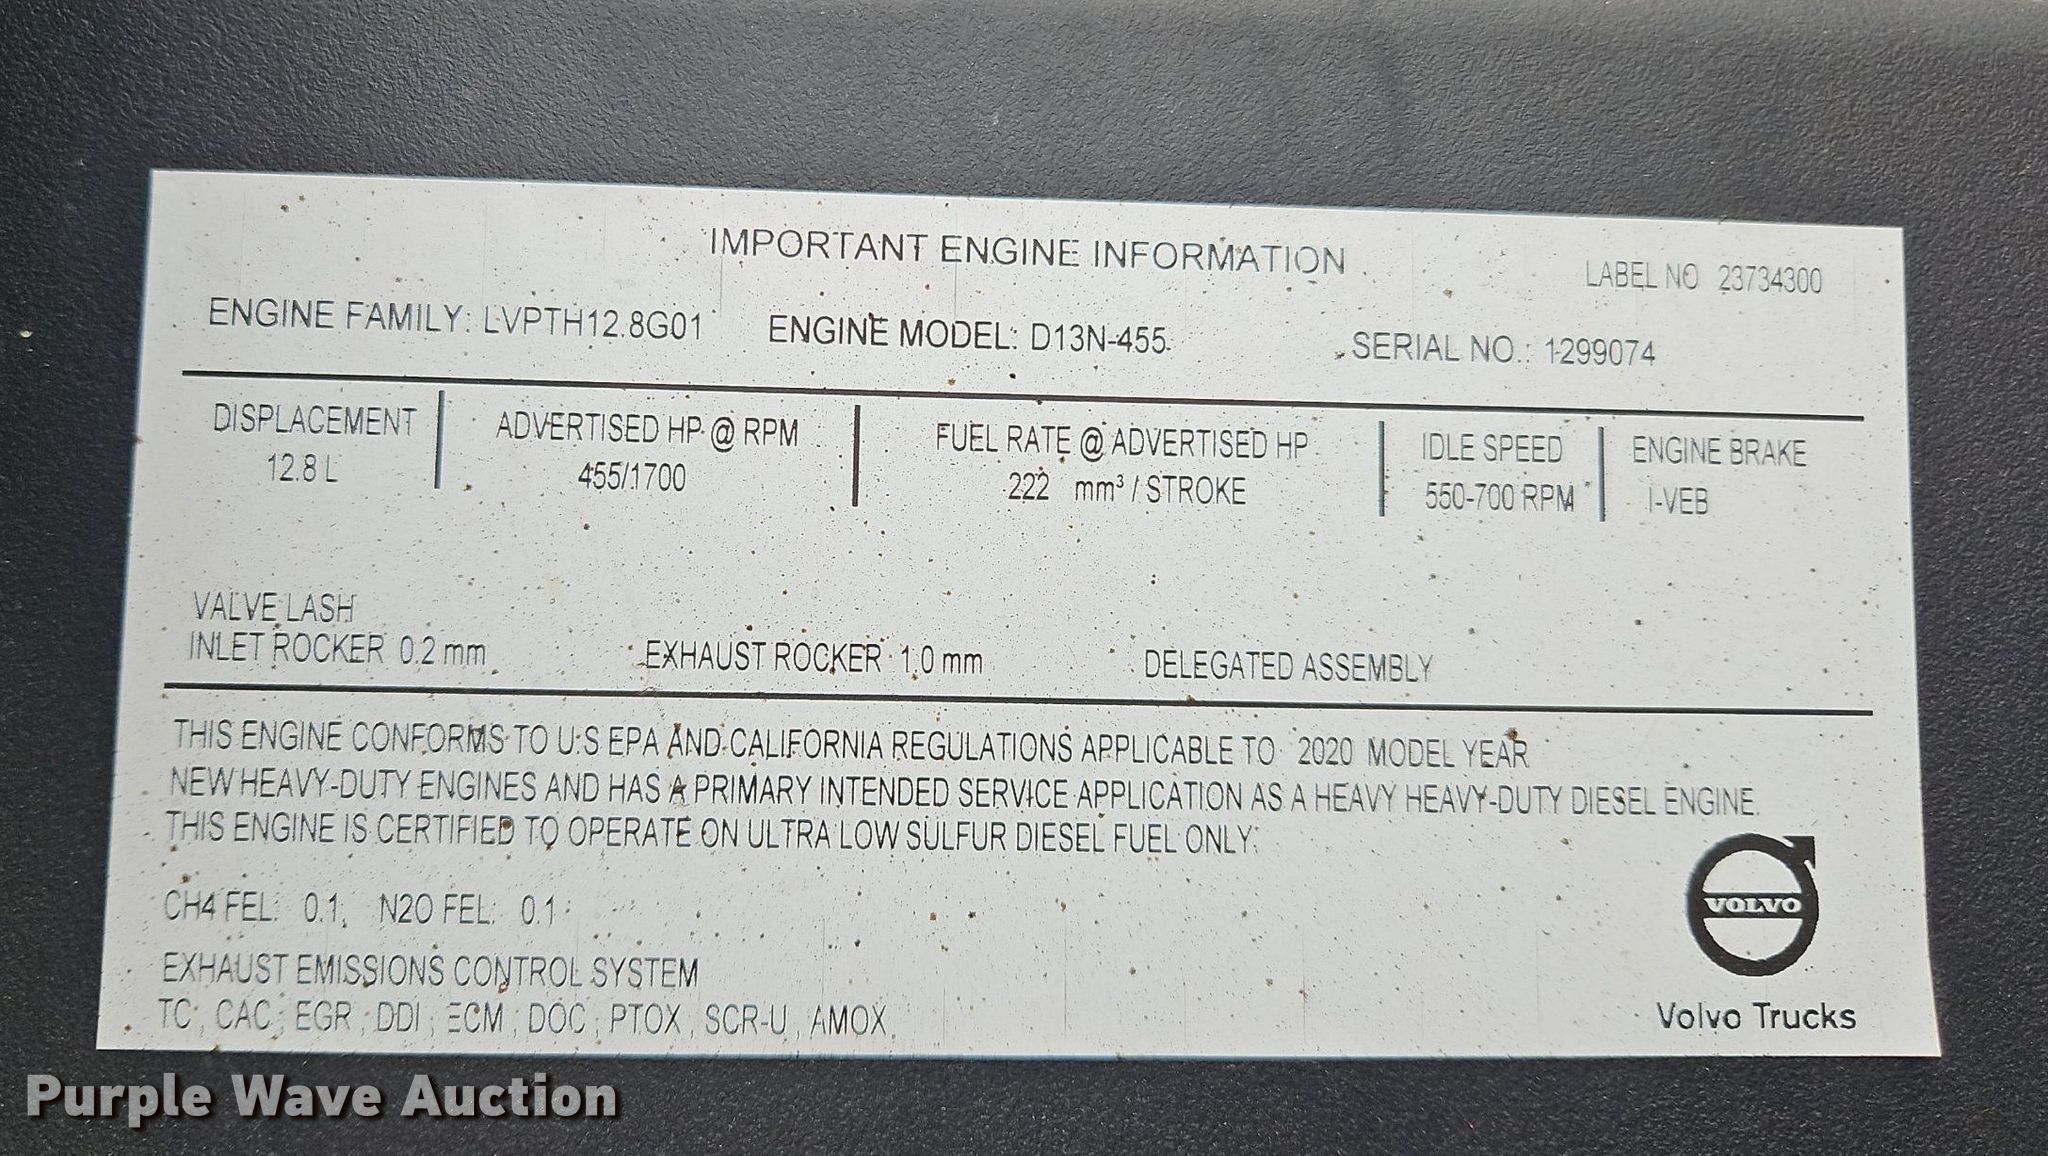 IMPORTANT ENGINE INFORMATION
LABEL NO 23734300
ENGINE FAMILY: LVPTH12.8G01 ENGINE MODEL: D13N-455 SERIAL NO.: 1299074
DISPLACEMENT ADVERTISED HP @ RPM FUEL RATE @ ADVERTISED HP IDLE SPEED ENGINE BRAKE
12.8 L 455/1700 222 mm³ / STROKE 550-700 RPM I-VEB
VALVE LASH
INLET ROCKER 0.2 mm EXHAUST ROCKER 1.0 mm DELEGATED ASSEMBLY
THIS ENGINE CONFORMS TO U.S EPA AND CALIFORNIA REGULATIONS APPLICABLE TO 2020 MODEL YEAR
NEW HEAVY-DUTY ENGINES AND HAS A PRIMARY INTENDED SERVICE APPLICATION AS A HEAVY HEAVY-DUTY DIESEL ENGINE.
THIS ENGINE IS CERTIFIED TO OPERATE ON ULTRA LOW SULFUR DIESEL FUEL ONLY.
CH4 FEL: 0.1, N2O FEL: 0.1
EXHAUST EMISSIONS CONTROL SYSTEM
TC, CAC, EGR, DDI, ECM, DOC, PTOX, SCR-U, AMOX,
VOLVO
Volvo Trucks
Purple Wave Auction